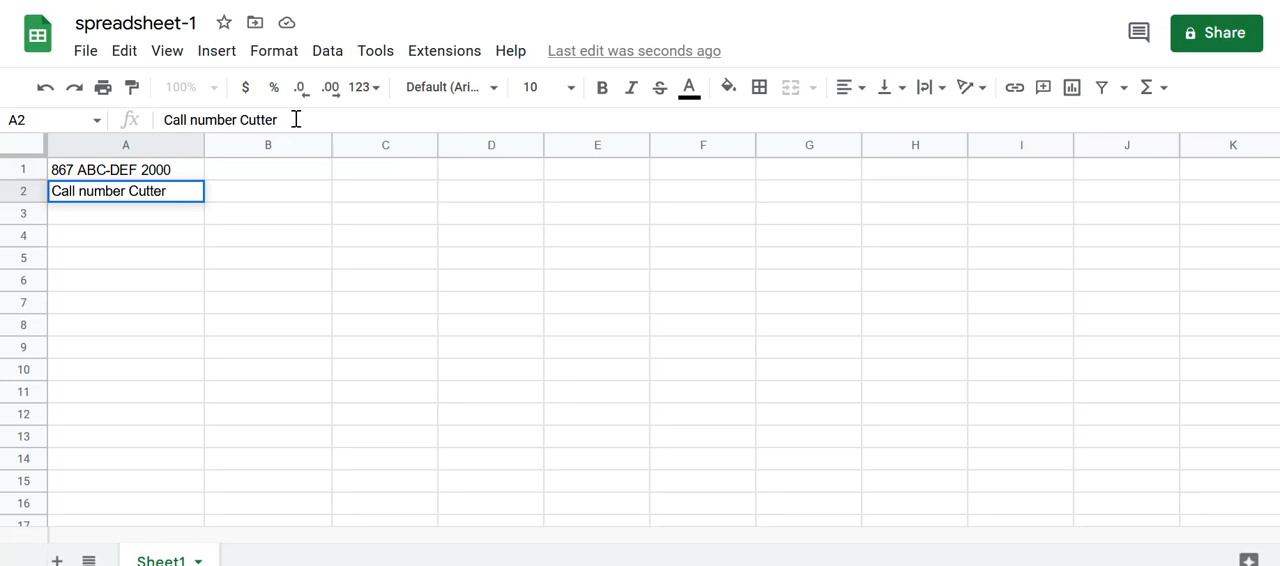 spreadsheet-1
File Edit View Insert Format Data Tools Extensions Help Last edit was seconds ago
Share
100% $ % .0 .00 123 Default (Ari... 10 B I S A
A2 fx Call number Cutter
A B C D E F G H I J K
1 867 ABC-DEF 2000
2 Call number Cutter
3
4
5
6
7
8
9
10
11
12
13
14
15
16
17
Sheet1